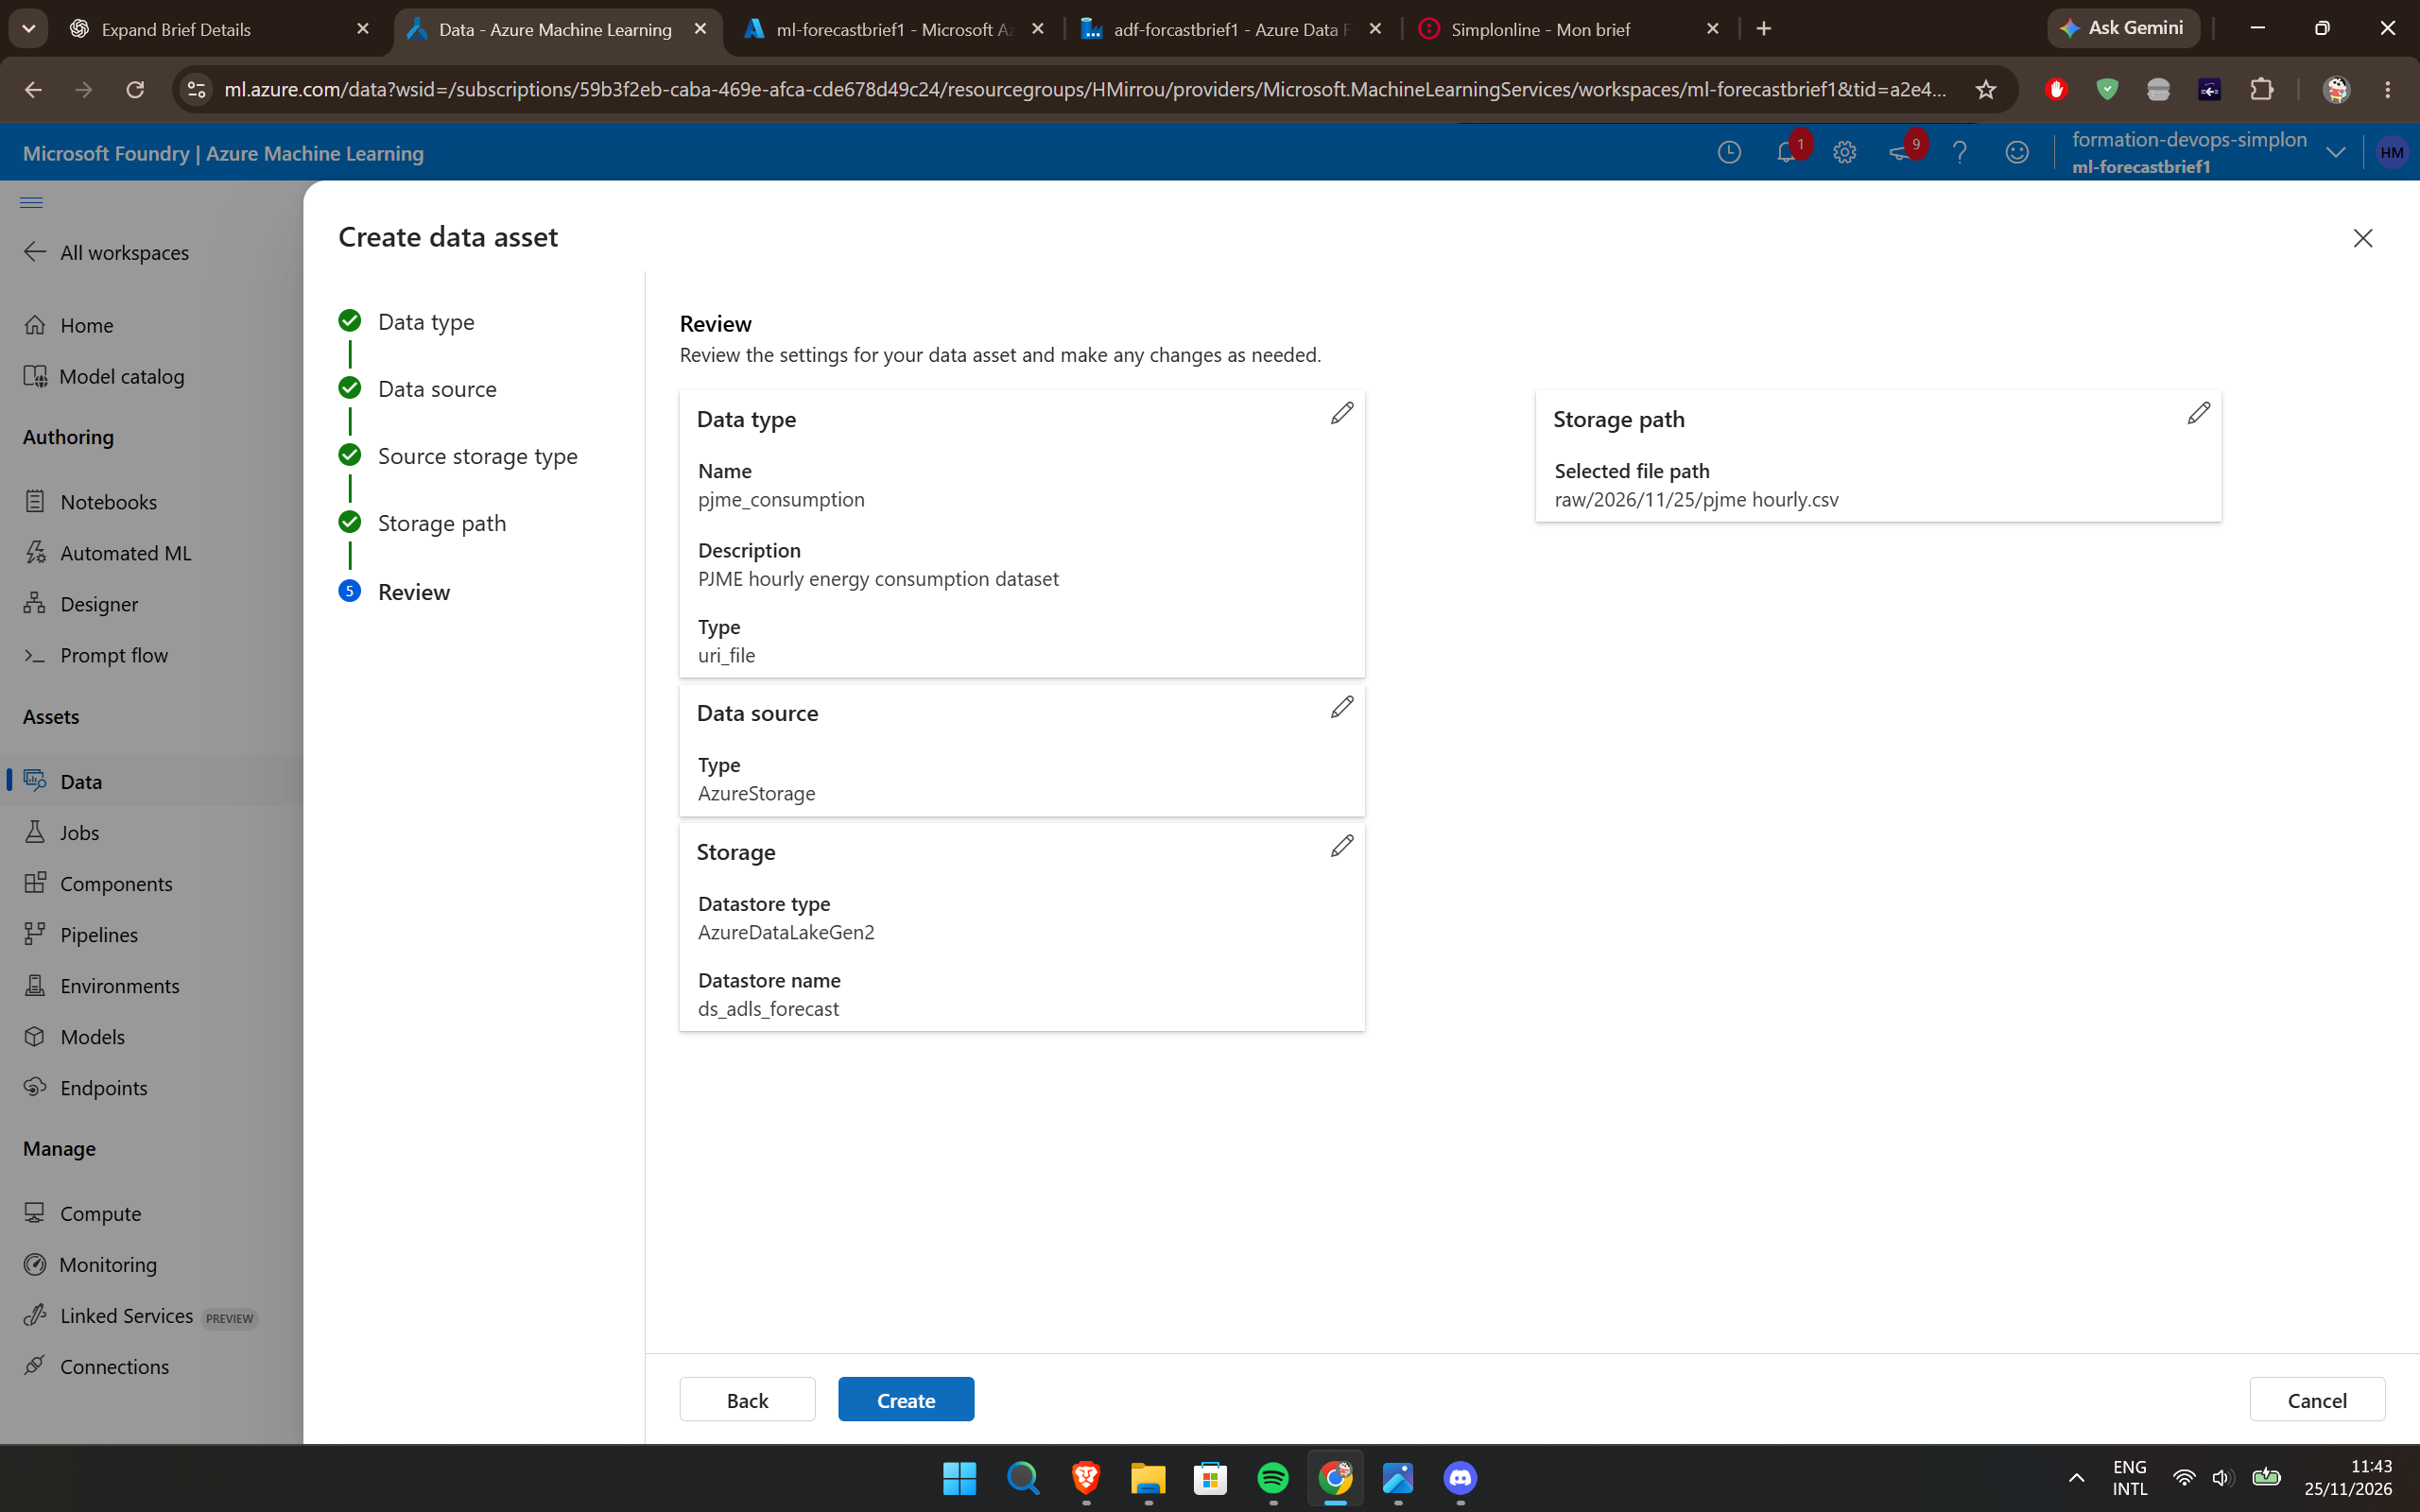 Expand Brief Details
Data - Azure Machine Learning
ml-forecastbrief1 - Microsoft Az
adf-forcastbrief1 - Azure Data F
Simplonline - Mon brief
Ask Gemini
ml.azure.com/data?wsid=/subscriptions/59b3f2eb-caba-469e-afca-cde678d49c24/resourcegroups/HMirrou/providers/Microsoft.MachineLearningServices/workspaces/ml-forecastbrief1&tid=a2e4...
Microsoft Foundry | Azure Machine Learning
1
9
formation-devops-simplon
ml-forecastbrief1
HM
All workspaces
Home
Model catalog
Authoring
Notebooks
Automated ML
Designer
Prompt flow
Assets
Data
Jobs
Components
Pipelines
Environments
Models
Endpoints
Manage
Compute
Monitoring
Linked Services PREVIEW
Connections
Create data asset
Data type
Data source
Source storage type
Storage path
5 Review
Review
Review the settings for your data asset and make any changes as needed.
Data type
Name
pjme_consumption
Description
PJME hourly energy consumption dataset
Type
uri_file
Data source
Type
AzureStorage
Storage
Datastore type
AzureDataLakeGen2
Datastore name
ds_adls_forecast
Storage path
Selected file path
raw/2026/11/25/pjme hourly.csv
Back
Create
Cancel
ENG
INTL
11:43
25/11/2026